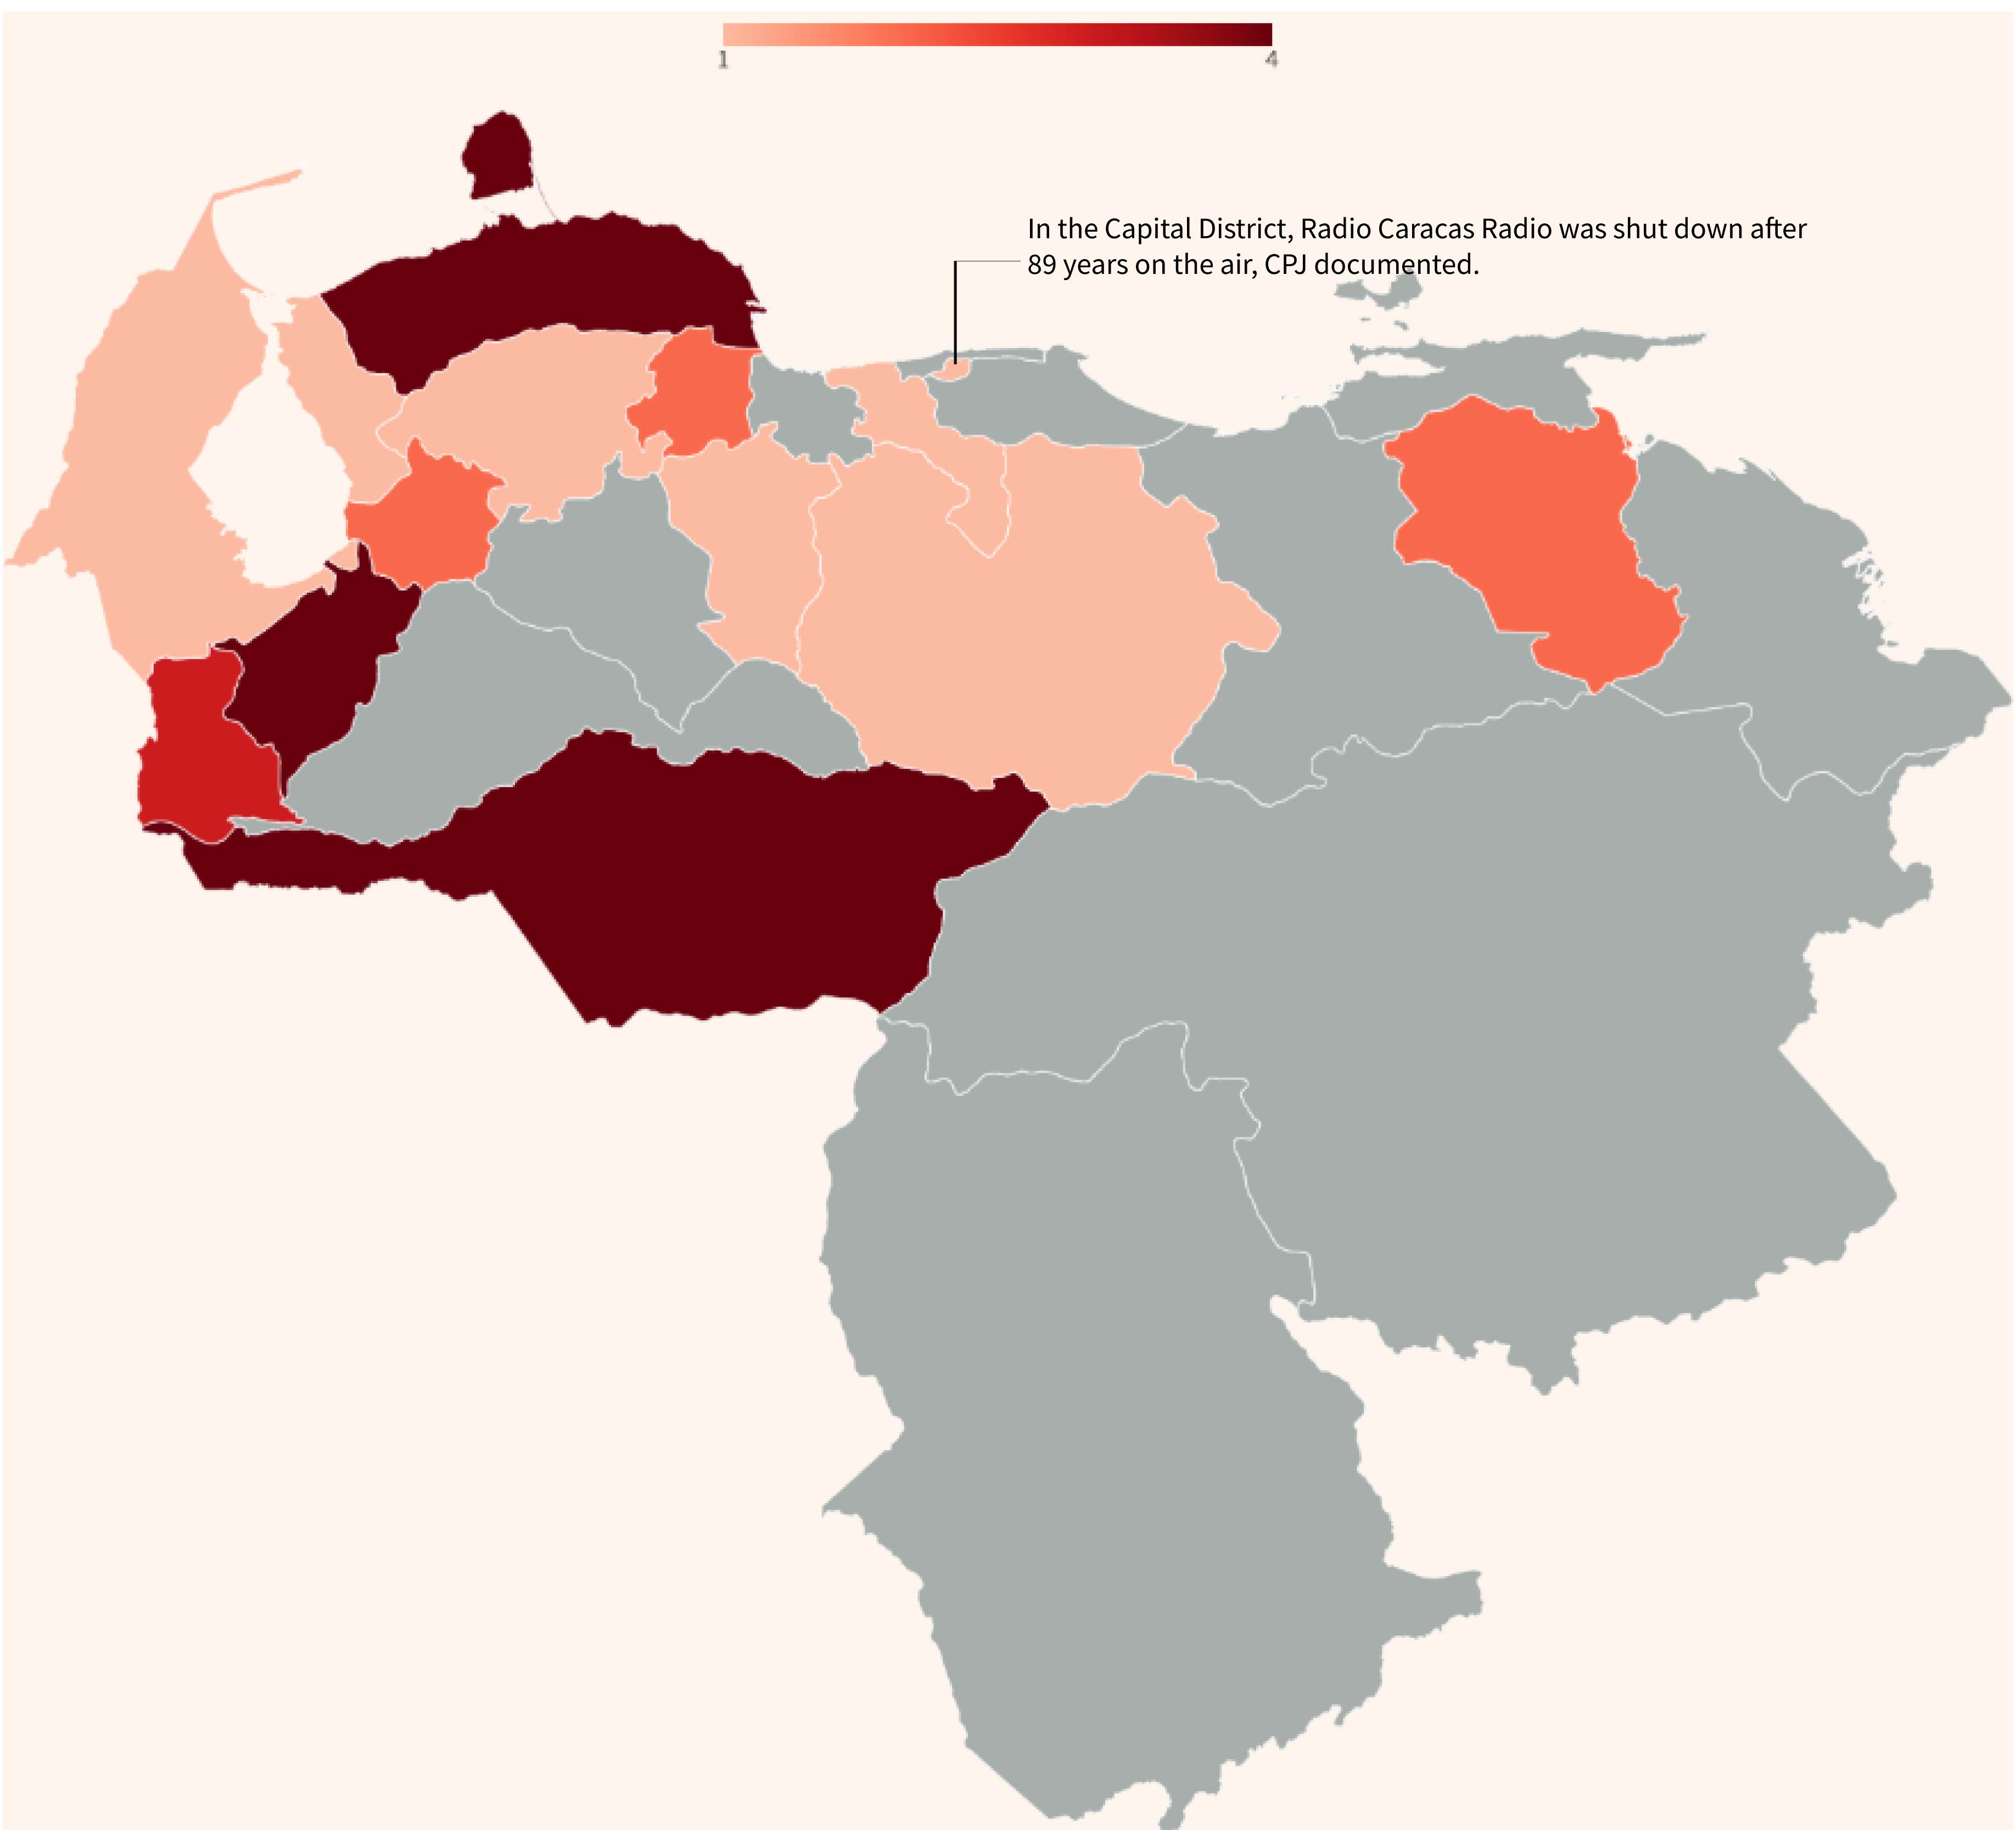 1
4
In the Capital District, Radio Caracas Radio was shut down after
89 years on the air, CPJ documented.